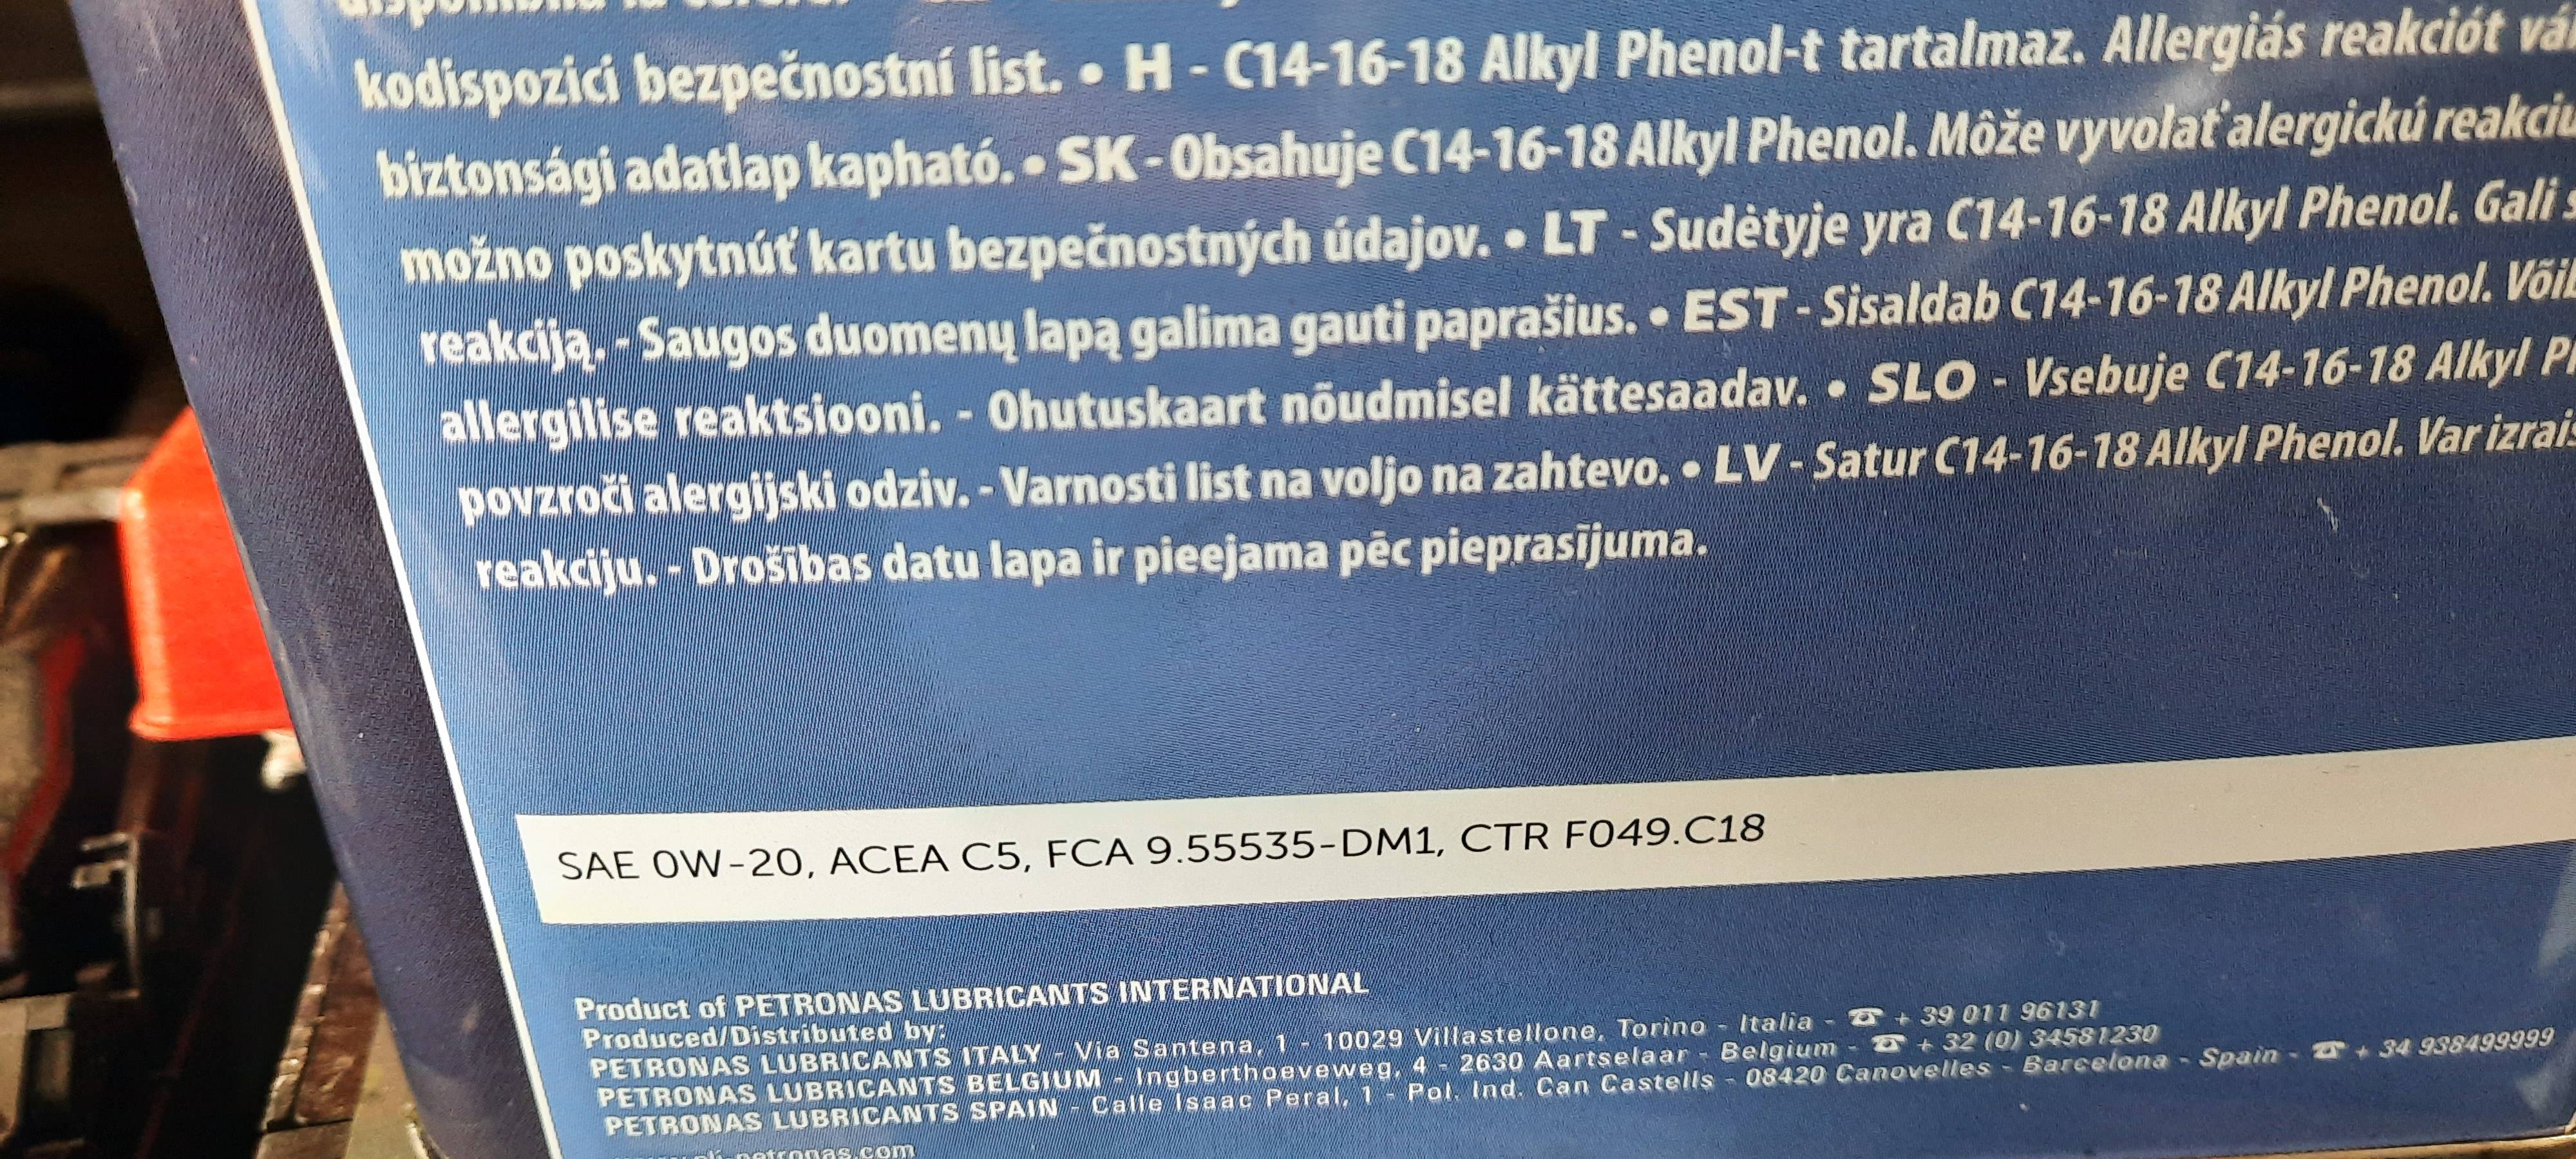 kodispozici bezpečnostní list. • H - C14-16-18 Alkyl Phenol-t tartalmaz. Allergiás reakciót
biztonsági adatlap kapható. • SK - Obsahuje C14-16-18 Alkyl Phenol. Môže vyvolať alergickú reakciu
možno poskytnúť kartu bezpečnostných údajov. • LT - Sudėtyje yra C14-16-18 Alkyl Phenol. Gali
reakciją. - Saugos duomenų lapą galima gauti paprašius. • EST - Sisaldab C14-16-18 Alkyl Phenol.
allergilise reaktsiooni. - Ohutuskaart nõudmisel kättesaadav. • SLO - Vsebuje C14-16-18 Alkyl
povzroči alergijski odziv. - Varnosti list na voljo na zahtevo. • LV - Satur C14-16-18 Alkyl Phenol. Var
reakciju. - Drošības datu lapa ir pieejama pēc pieprasījuma.
SAE 0W-20, ACEA C5, FCA 9.55535-DM1, CTR F049.C18
Product of PETRONAS LUBRICANTS INTERNATIONAL
Produced/Distributed by:
PETRONAS LUBRICANTS ITALY - Via Santena, 1 - 10029 Villastellone, Torino - Italia - ☎ + 39 011 96131
PETRONAS LUBRICANTS BELGIUM - Ingberthoeveweg, 4 - 2630 Aartselaar - Belgium - ☎ + 32 (0) 34581230
PETRONAS LUBRICANTS SPAIN - Calle Isaac Peral, 1 - Pol. Ind. Can Castells - 08420 Canovelles - Barcelona - Spain - ☎ + 34 938499999